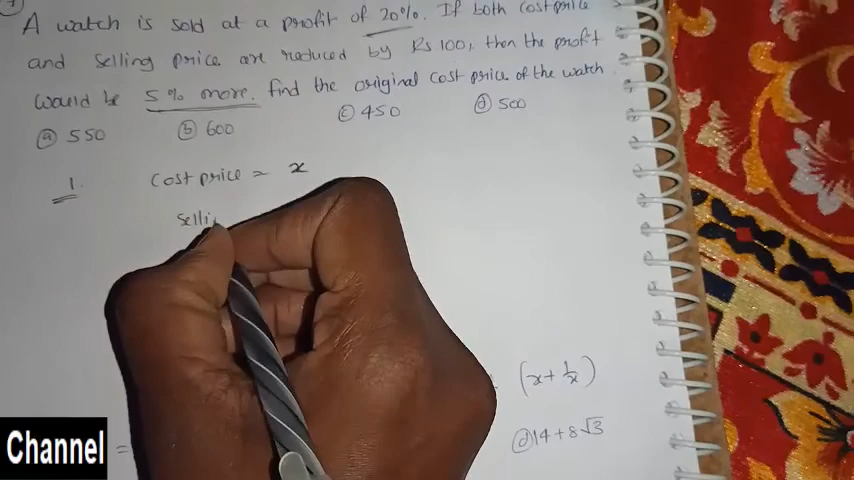 A watch is sold at a profit of 20%. If both cost price
and selling price are reduced by Rs 100, then the profit
would be 5% more. find the original cost price of the watch
ⓐ 550 ⓑ 600 ⓒ 450 ⓓ 500
1. cost price = x
selli
(x + 1/x)
ⓓ 14 + 8√3
Channel =